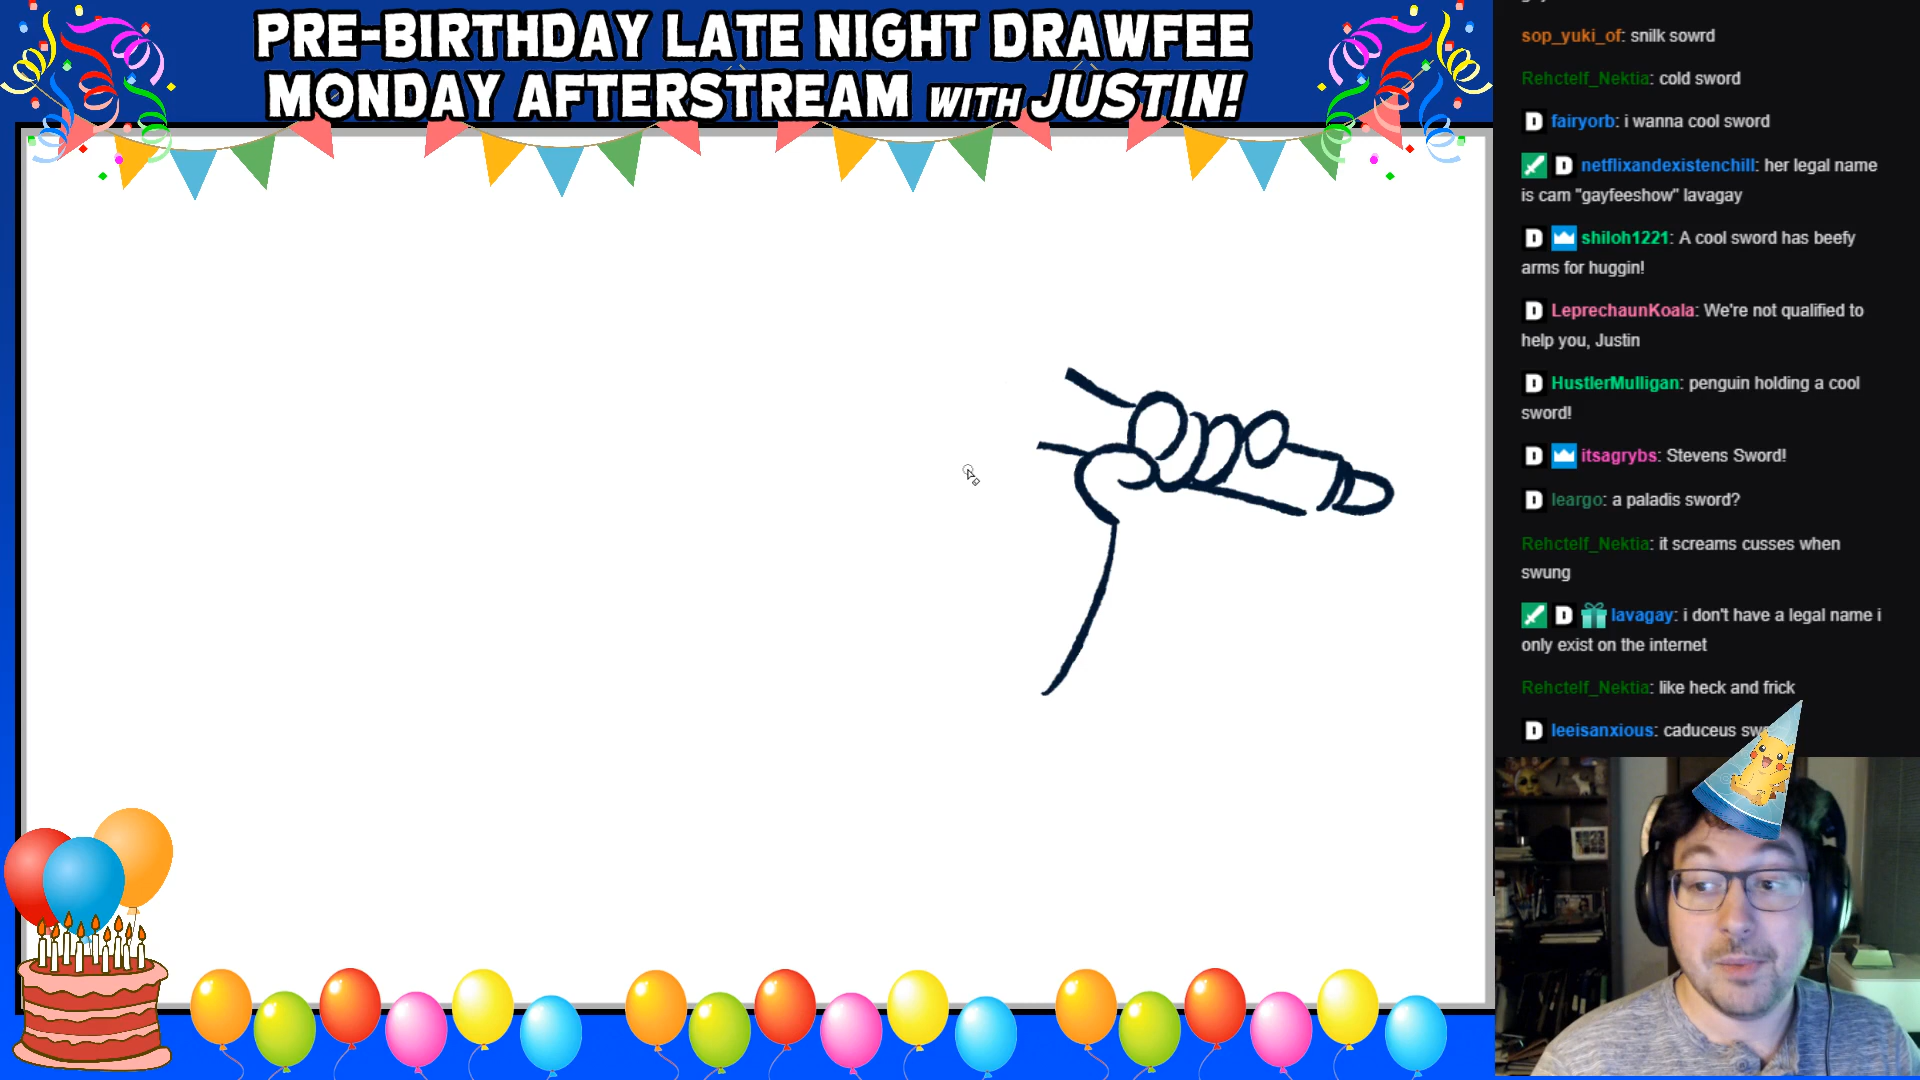 PRE-BIRTHDAY LATE NIGHT DRAWFEE
MONDAY AFTERSTREAM WITH JUSTIN!
sop_yuki_of: snilk sowrd
Rehctelf_Nektia: cold sword
D fairyorb: i wanna cool sword
D netflixandexistenchill: her legal name
is cam "gayfeeshow" lavagay
D shiloh1221: A cool sword has beefy
arms for huggin!
D LeprechaunKoala: We're not qualified to
help you, Justin
D HustlerMulligan: penguin holding a cool
sword!
D itsagrybs: Stevens Sword!
D leargo: a paladis sword?
Rehctelf_Nektia: it screams cusses when
swung
D lavagay: i don't have a legal name i
only exist on the internet
Rehctelf_Nektia: like heck and frick
D leeisanxious: caduceus